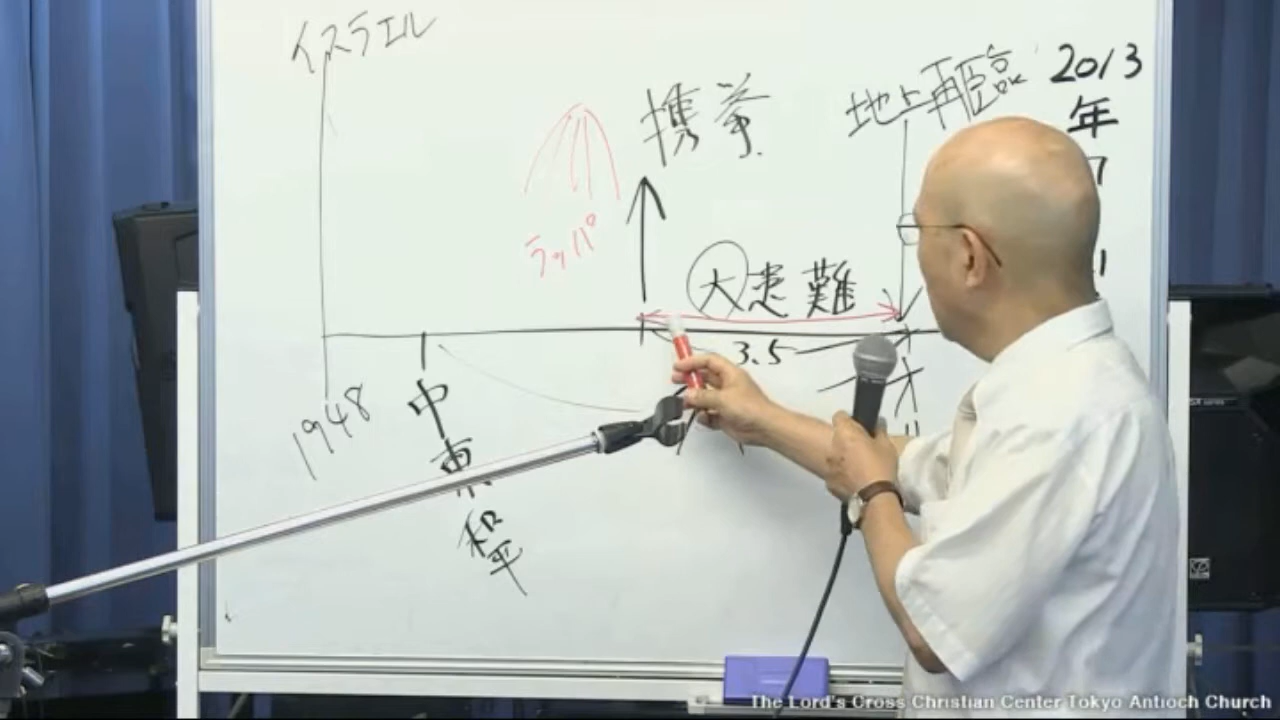 イスラエル
1948
中東和平
ラッパ
携挙
大患難
3.5
地上再臨
2013
年
The Lord's Cross Christian Center Tokyo Antioch Church